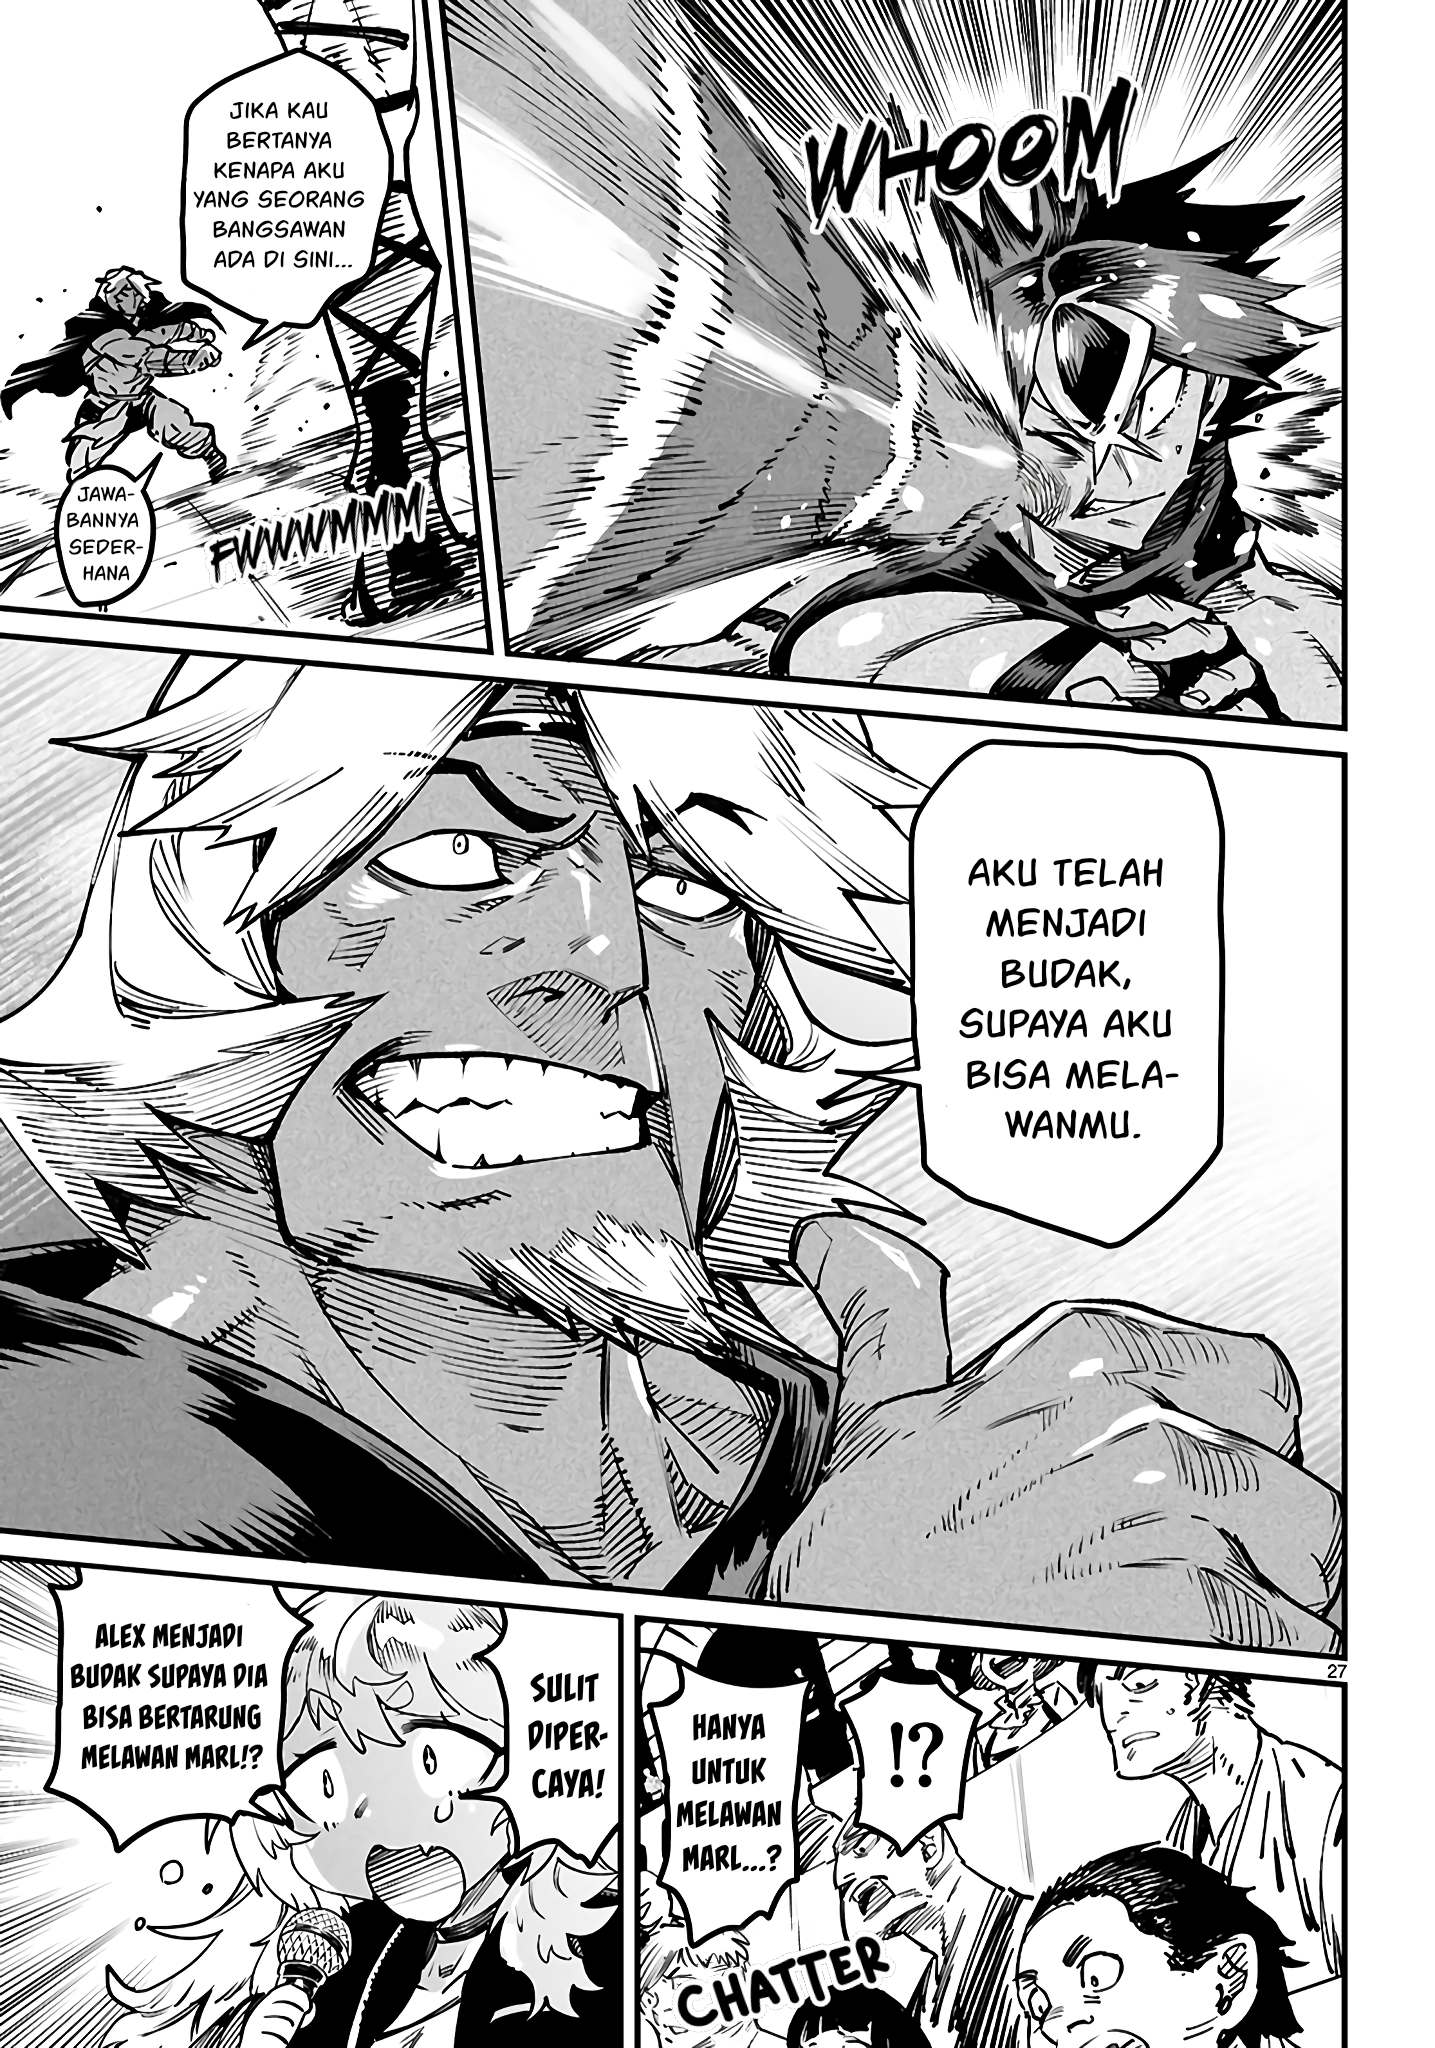 WHOOM
JIKA KAU
BERTANYA
KENAPA AKU
YANG SEORANG
BANGSAWAN
ADA DI SINI...
JAWA-
BANNYA
SEDER-
HANA
FWWWMMM
AKU TELAH
MENJADI
BUDAK,
SUPAYA AKU
BISA MELA-
WANMU.
27
!?
HANYA
UNTUK
MELAWAN
MARL...?
CHATTER
SULIT
DIPER-
CAYA!
ALEX MENJADI
BUDAK SUPAYA DIA
BISA BERTARUNG
MELAWAN MARL!?